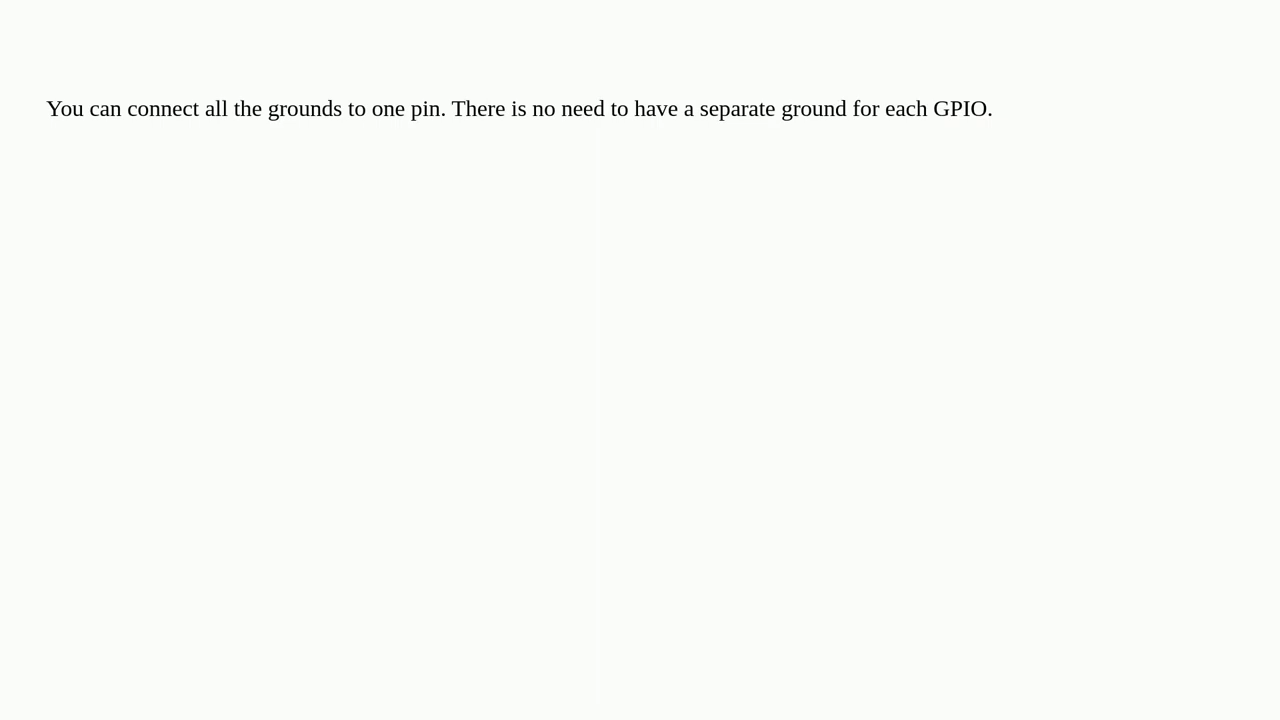 You can connect all the grounds to one pin. There is no need to have a separate ground for each GPIO.